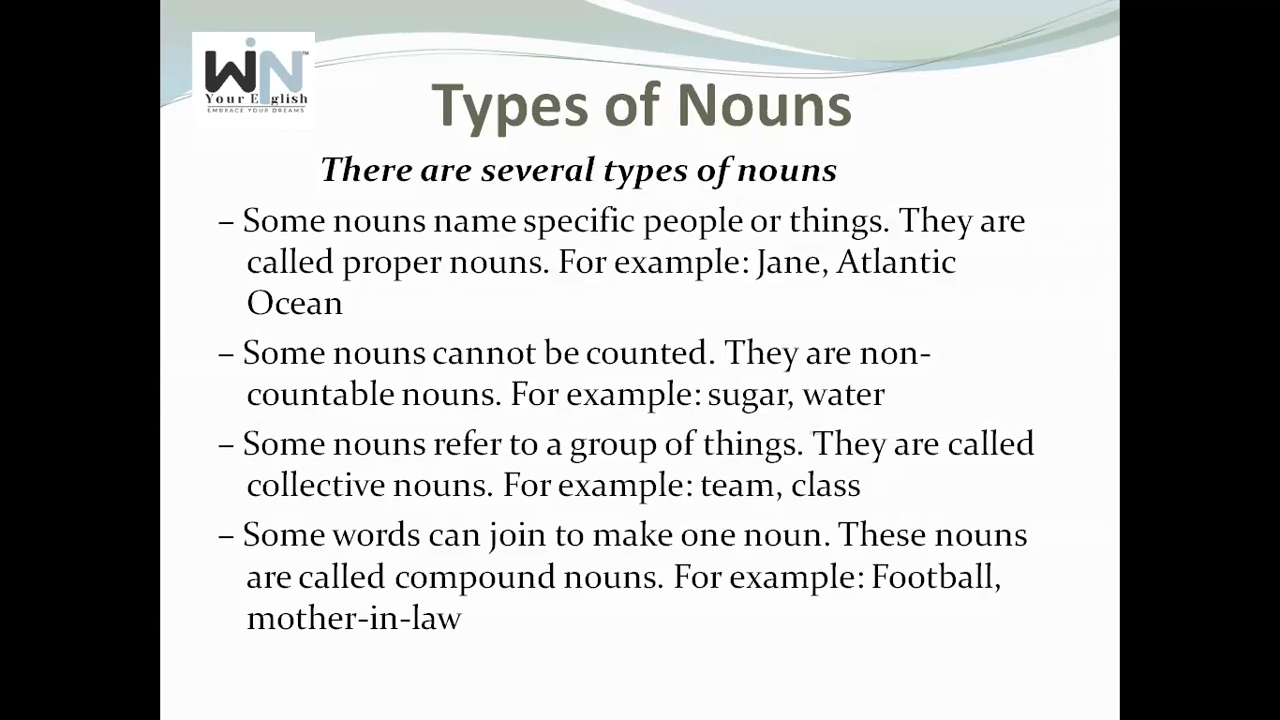 WiN™
Your English
EMBRACE YOUR DREAMS
Types of Nouns
There are several types of nouns
– Some nouns name specific people or things. They are
called proper nouns. For example: Jane, Atlantic
Ocean
– Some nouns cannot be counted. They are non-
countable nouns. For example: sugar, water
– Some nouns refer to a group of things. They are called
collective nouns. For example: team, class
– Some words can join to make one noun. These nouns
are called compound nouns. For example: Football,
mother-in-law